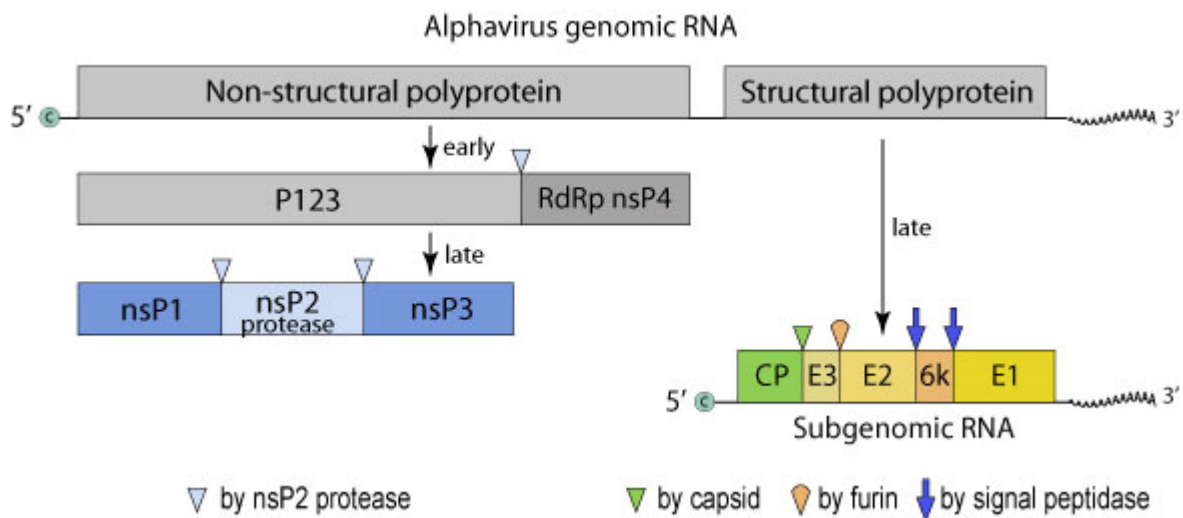 Alphavirus genomic RNA
Non-structural polyprotein Structural polyprotein
5′ C 3′
early
P123 RdRp nsP4
late late
nsP1 nsP2 nsP3
protease
CP E3 E2 6k E1
5′ C 3′
Subgenomic RNA
by nsP2 protease by capsid by furin by signal peptidase